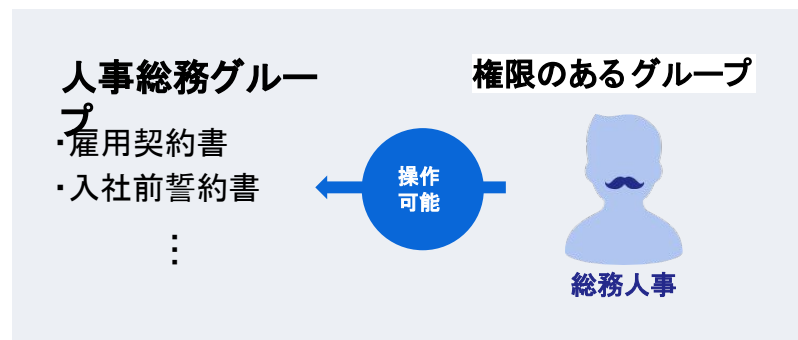 人事総務グルー
プ
・雇用契約書
・入社前誓約書
⋮
権限のあるグループ
操作
可能
総務人事